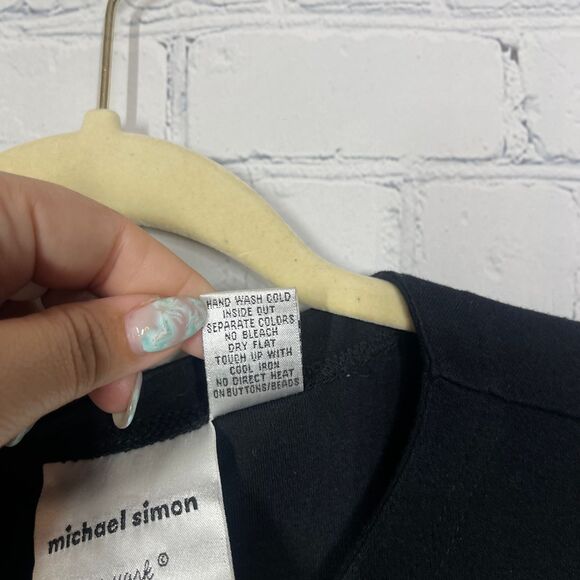 HAND WASH COLD
INSIDE OUT
SEPARATE COLORS
NO BLEACH
DRY FLAT
TOUCH UP WITH
COOL IRON
NO DIRECT HEAT
ON BUTTONS/BEADS
michael simon